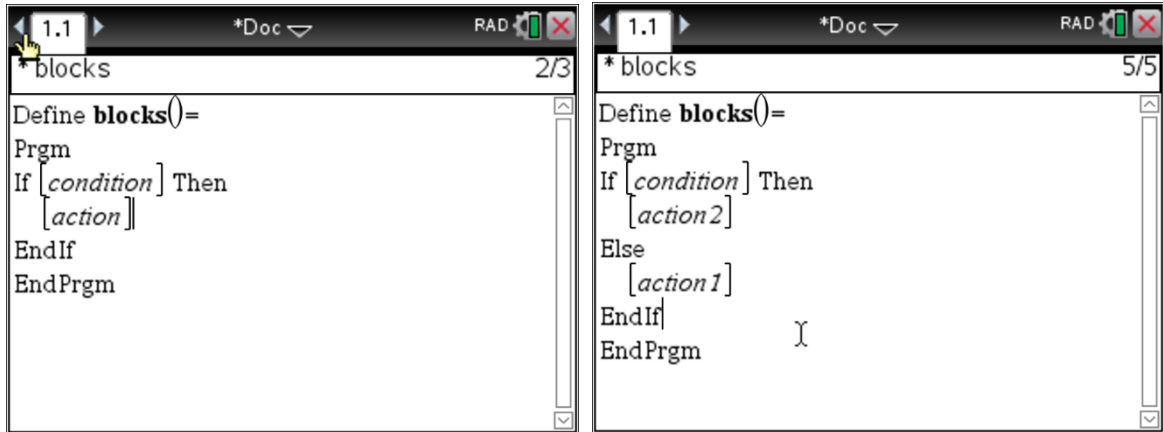 1.1 *Doc RAD
* blocks 2/3
Define blocks()=
Prgm
If [condition] Then
[action]
EndIf
EndPrgm
1.1 *Doc RAD
* blocks 5/5
Define blocks()=
Prgm
If [condition] Then
[action2]
Else
[action1]
EndIf
EndPrgm